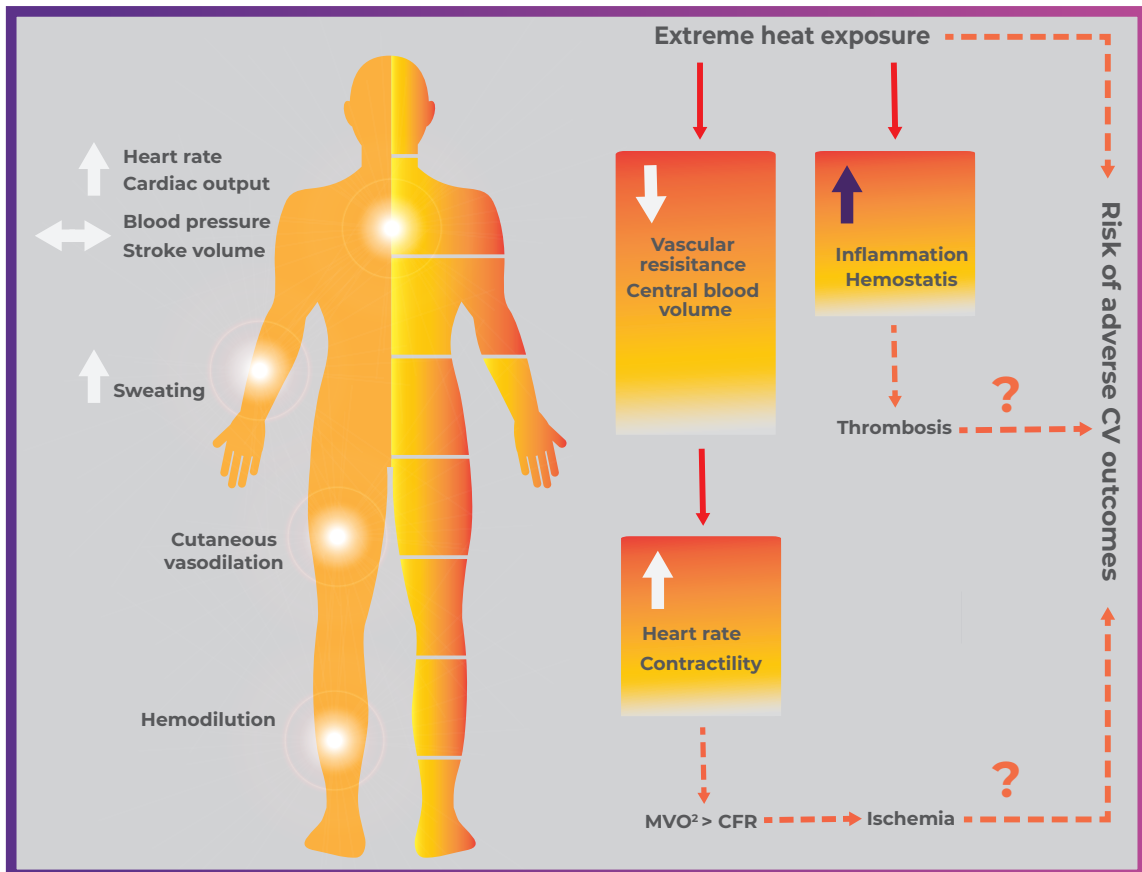 Extreme heat exposure
Heart rate
Cardiac output
Blood pressure
Stroke volume
Sweating
Cutaneous
vasodilation
Hemodilution
Vascular
resisitance
Central blood
volume
Inflammation
Hemostatis
Thrombosis
?
Heart rate
Contractility
MVO² > CFR
Ischemia
?
Risk of adverse CV outcomes